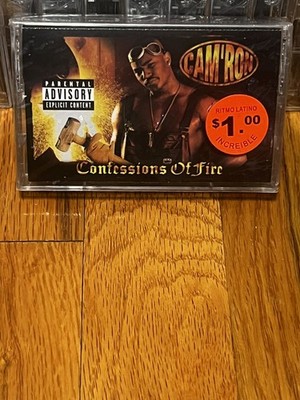 PARENTAL
ADVISORY
EXPLICIT CONTENT
CAM'RON
RITMO LATINO
$1.00
INCREIBLE
Confessions Of Fire